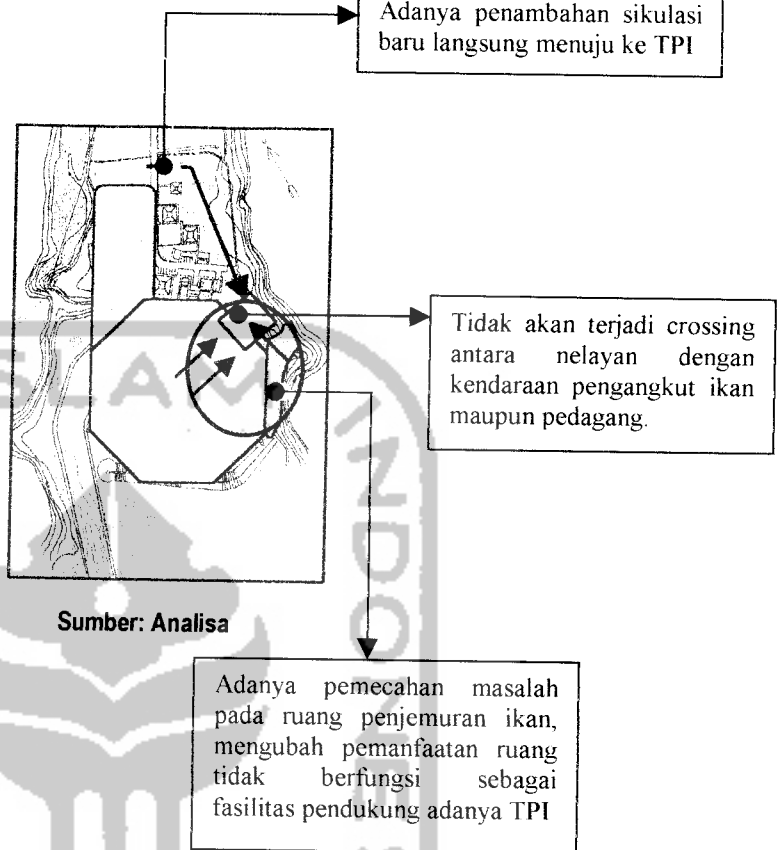 Adanya penambahan sikulasi
baru langsung menuju ke TPI
Tidak akan terjadi crossing
antara nelayan dengan
kendaraan pengangkut ikan
maupun pedagang.
Sumber: Analisa
Adanya pemecahan masalah
pada ruang penjemuran ikan,
mengubah pemanfaatan ruang
tidak berfungsi sebagai
fasilitas pendukung adanya TPI
ISLAM
INDONES